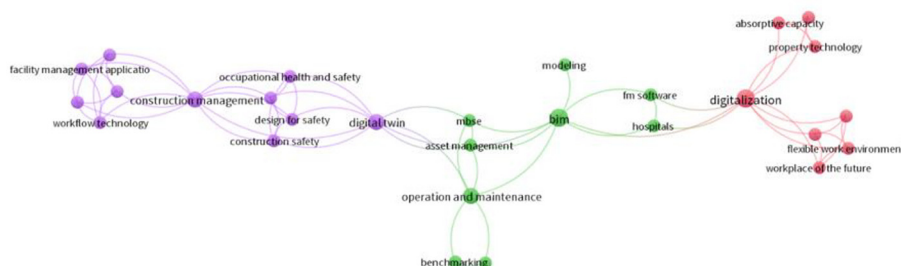 absorptive capacity
property technology
facility management applicatio
occupational health and safety
modeling
construction management
fm software
digitalization
workflow technology
design for safety
digital twin
mbse
bim
hospitals
construction safety
asset management
flexible work environmen
workplace of the future
operation and maintenance
benchmarking